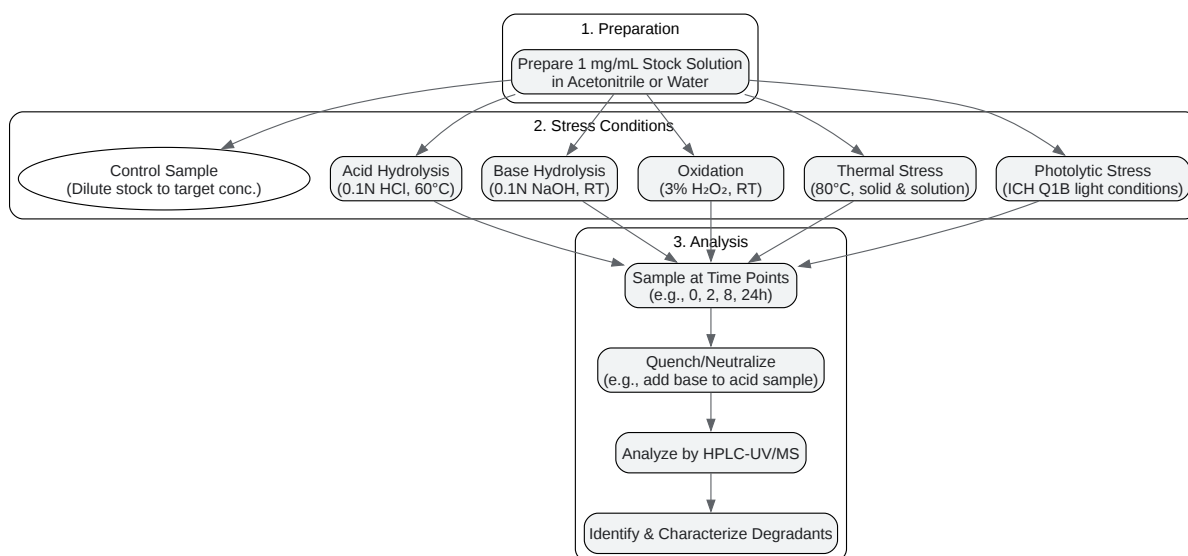 1. Preparation
Prepare 1 mg/mL Stock Solution
in Acetonitrile or Water
2. Stress Conditions
Control Sample
(Dilute stock to target conc.)
Acid Hydrolysis
(0.1N HCl, 60°C)
Base Hydrolysis
(0.1N NaOH, RT)
Oxidation
(3% H₂O₂, RT)
Thermal Stress
(80°C, solid & solution)
Photolytic Stress
(ICH Q1B light conditions)
3. Analysis
Sample at Time Points
(e.g., 0, 2, 8, 24h)
Quench/Neutralize
(e.g., add base to acid sample)
Analyze by HPLC-UV/MS
Identify & Characterize Degradants